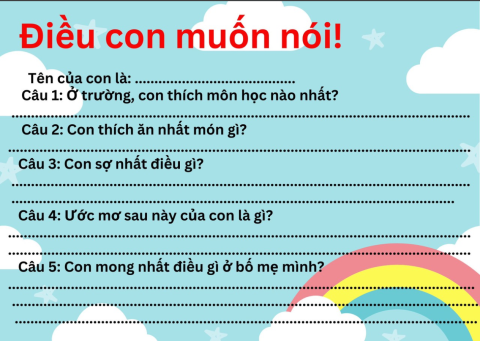 Điều con muốn nói!
Tên của con là: .........................................
Câu 1: Ở trường, con thích môn học nào nhất?
....................................................................................................................
Câu 2: Con thích ăn nhất món gì?
....................................................................................................................
Câu 3: Con sợ nhất điều gì?
....................................................................................................................
................................................................................................................
Câu 4: Ước mơ sau này của con là gì?
....................................................................................................................
....................................................................................................................
Câu 5: Con mong nhất điều gì ở bố mẹ mình?
....................................................................................................................
....................................................................................................................
....................................................................................................................